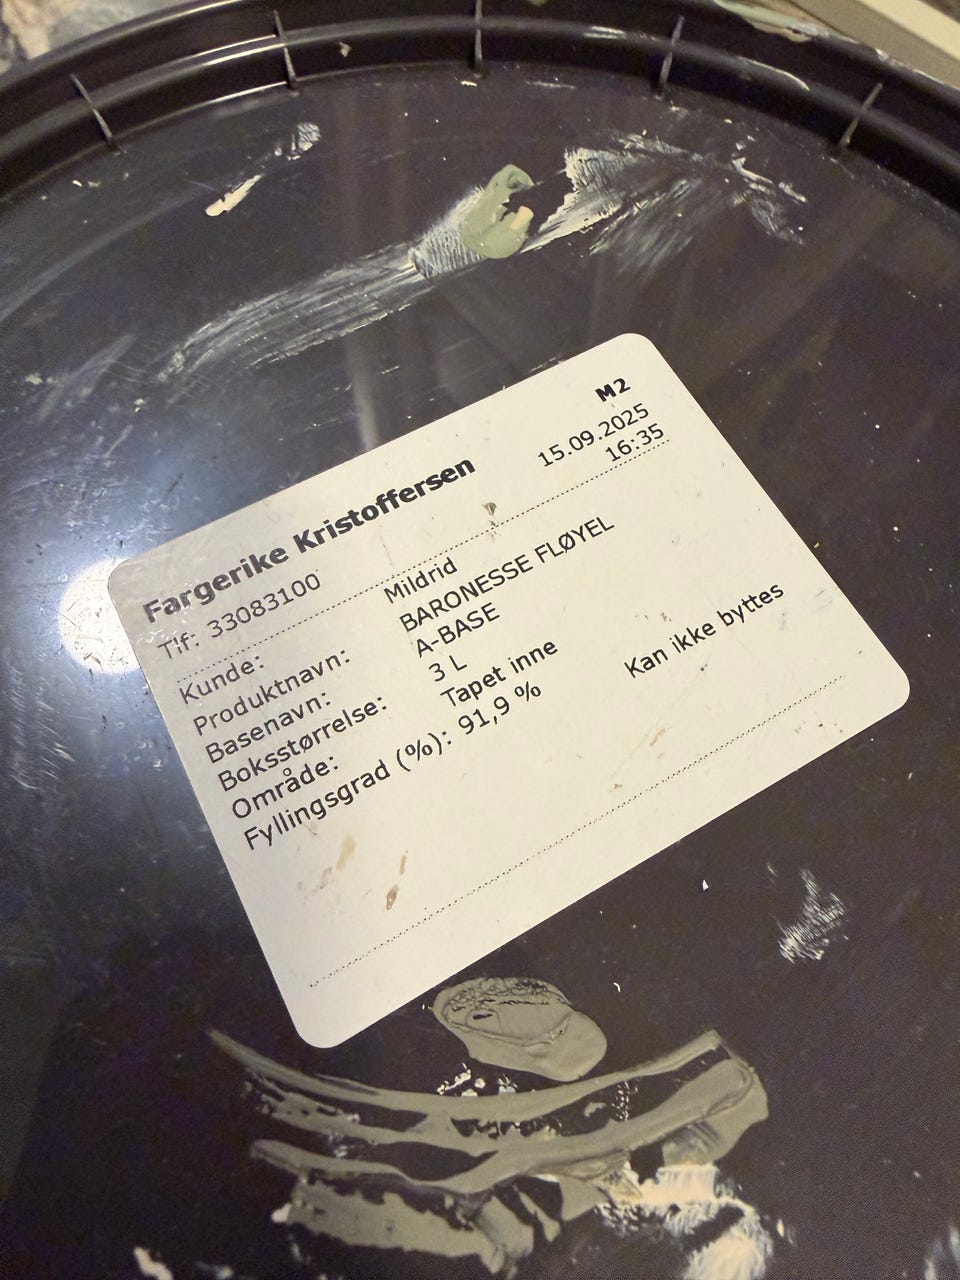 M2
Fargerike Kristoffersen 15.09.2025
Tlf: 33083100 16:35
Kunde: Mildrid
Produktnavn: BARONESSE FLØYEL
Basenavn: A-BASE
Boksstørrelse: 3 L
Område: Tapet inne
Fyllingsgrad (%): 91,9 % Kan ikke byttes